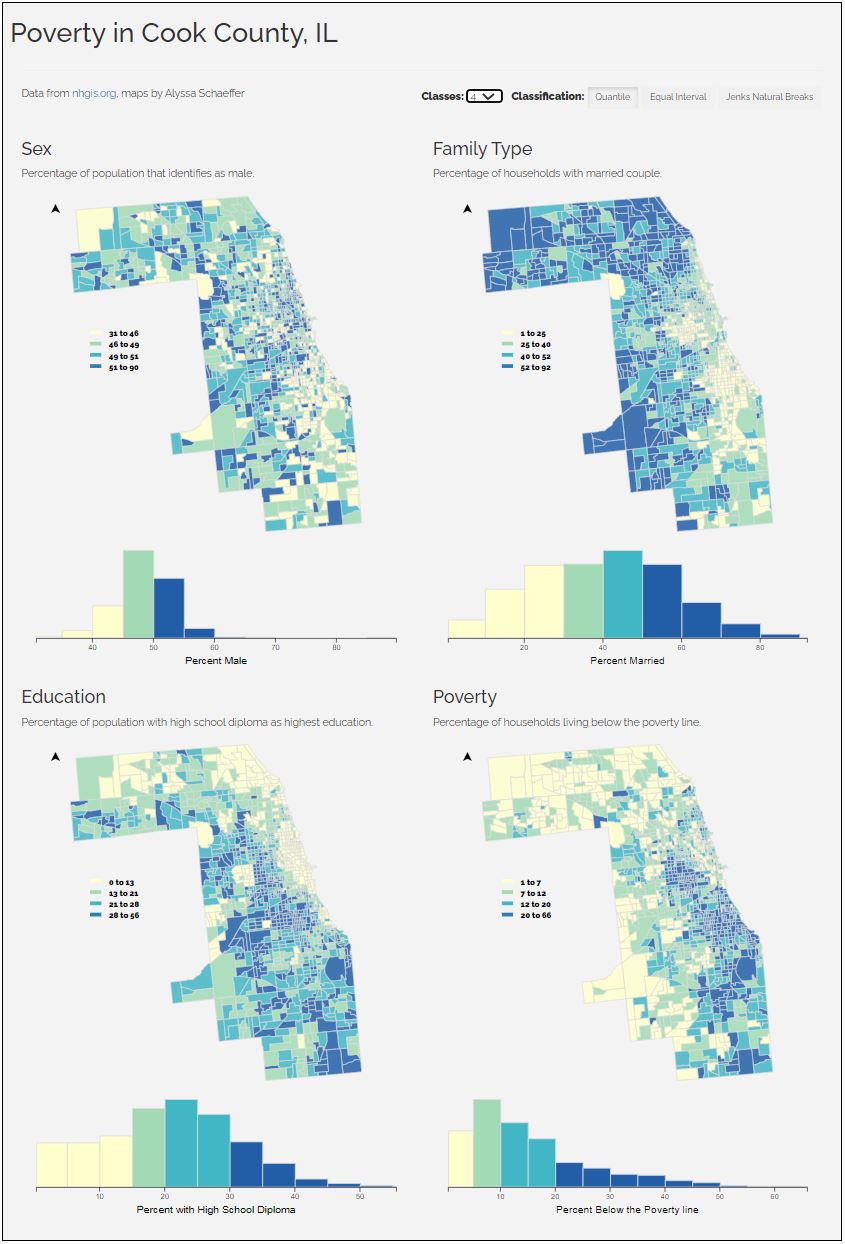 Poverty in Cook County, IL
Data from nhgis.org, maps by Alyssa Schaeffer
Classes: 4 Classification: Quantile Equal Interval Jenks Natural Breaks
Sex
Percentage of population that identifies as male.
31 to 46
46 to 49
49 to 51
51 to 90
40 50 60 70 80
Percent Male
Family Type
Percentage of households with married couple.
1 to 25
25 to 40
40 to 52
52 to 92
20 40 60 80
Percent Married
Education
Percentage of population with high school diploma as highest education.
0 to 13
13 to 21
21 to 28
28 to 56
10 20 30 40 50
Percent with High School Diploma
Poverty
Percentage of households living below the poverty line.
1 to 7
7 to 12
12 to 20
20 to 66
10 20 30 40 50 60
Percent Below the Poverty line